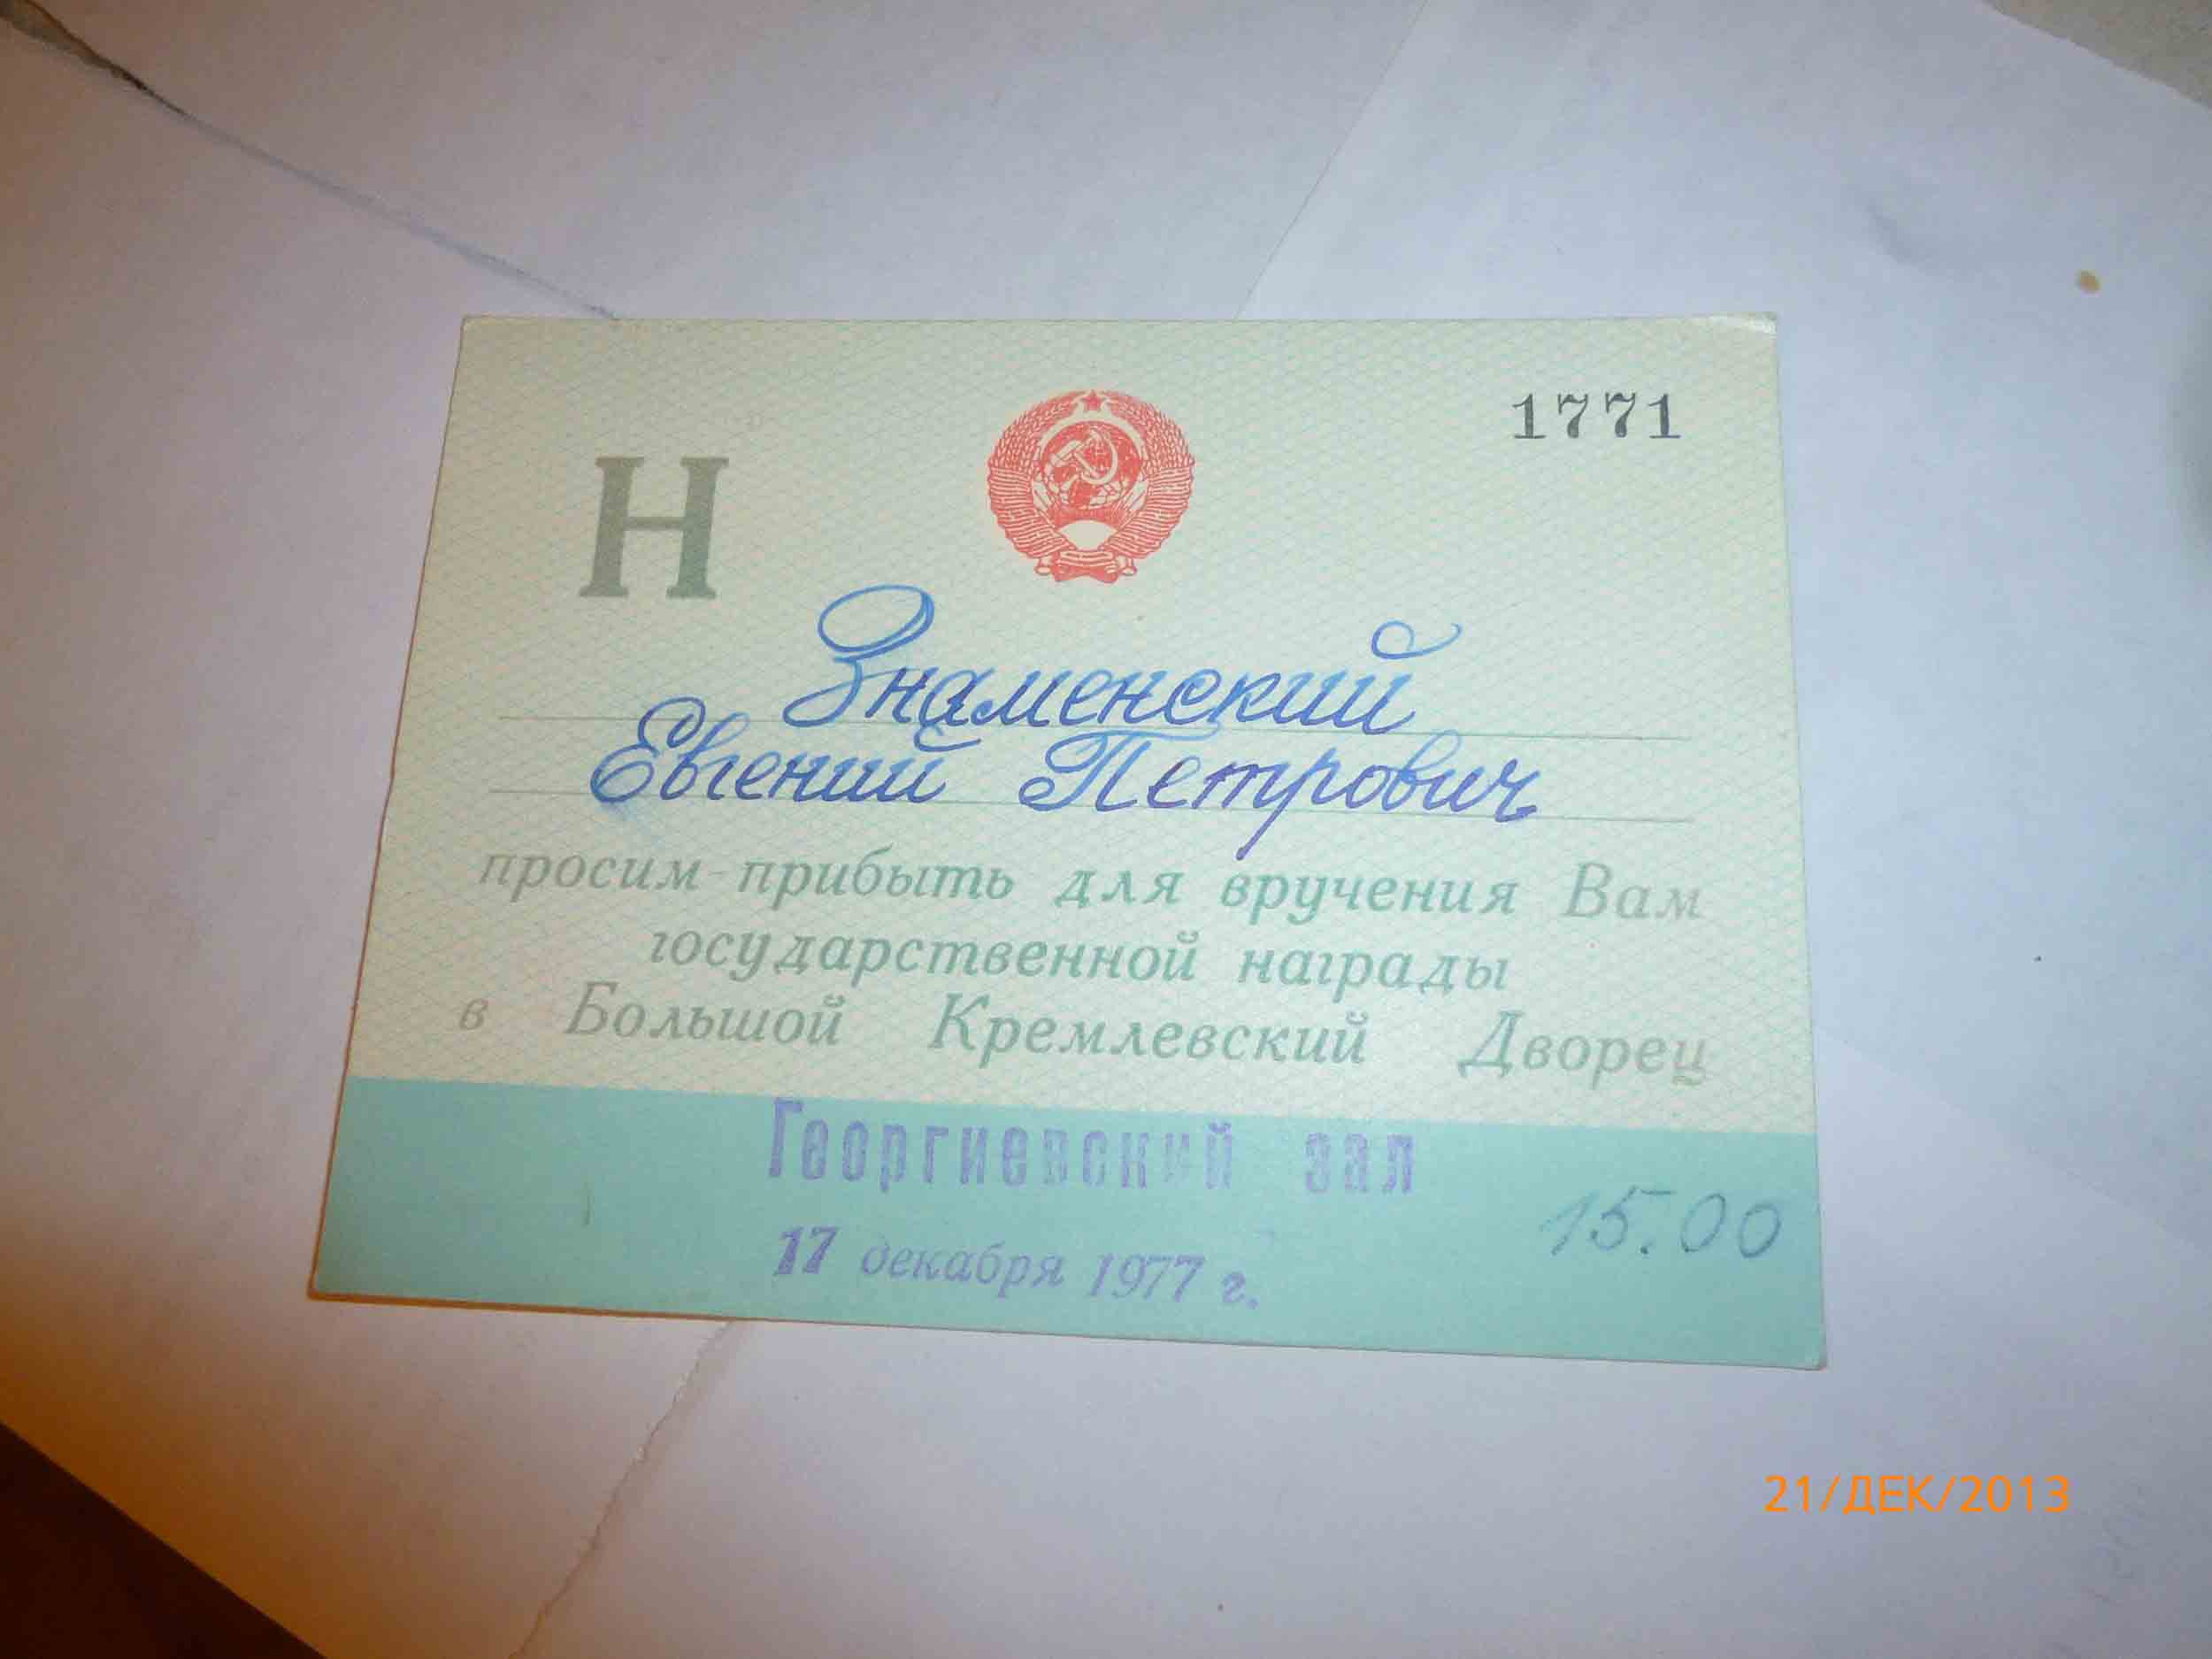 1771
Н
Знаменский
Евгений Петрович
просим прибыть для вручения Вам
государственной награды
в Большой Кремлевский Дворец
Георгиевский зал
15.00
17 декабря 1977 г.
21/ДЕК/2013